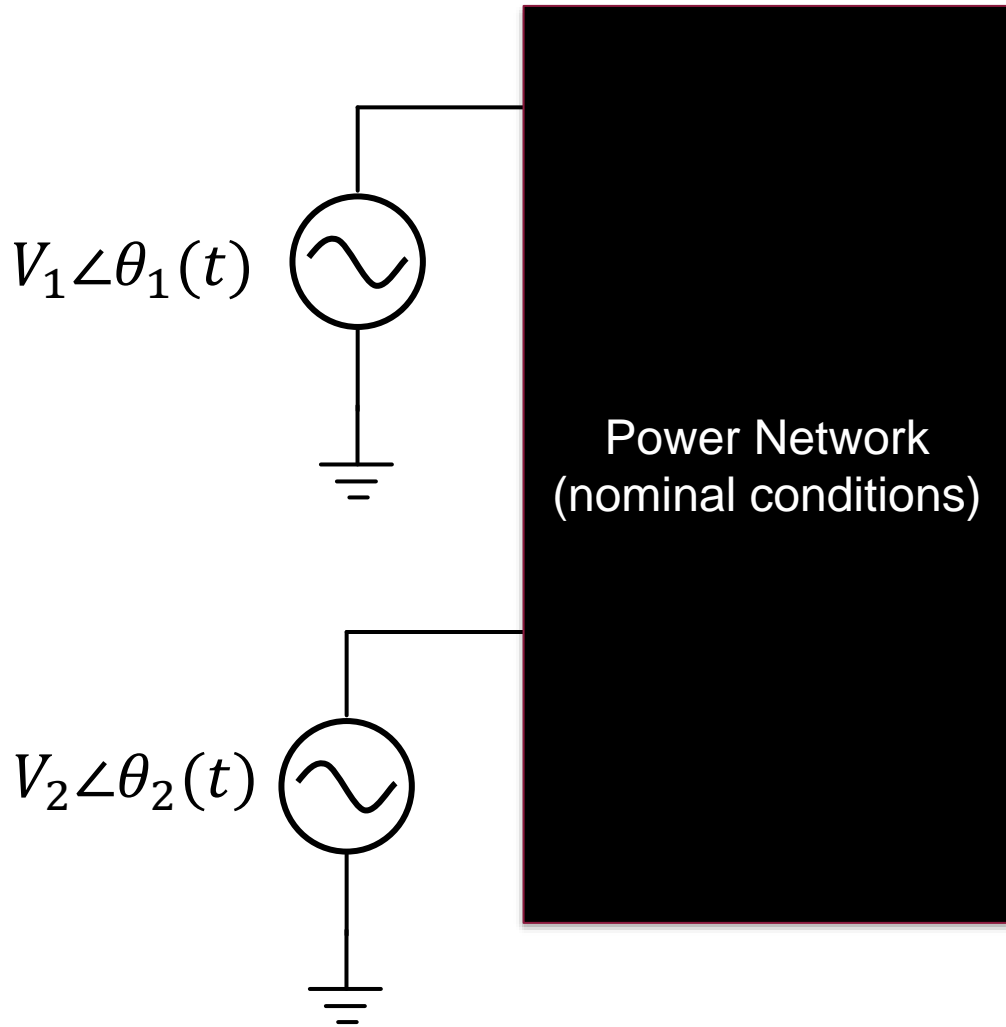 V₁∠θ₁(t)
Power Network
(nominal conditions)
V₂∠θ₂(t)